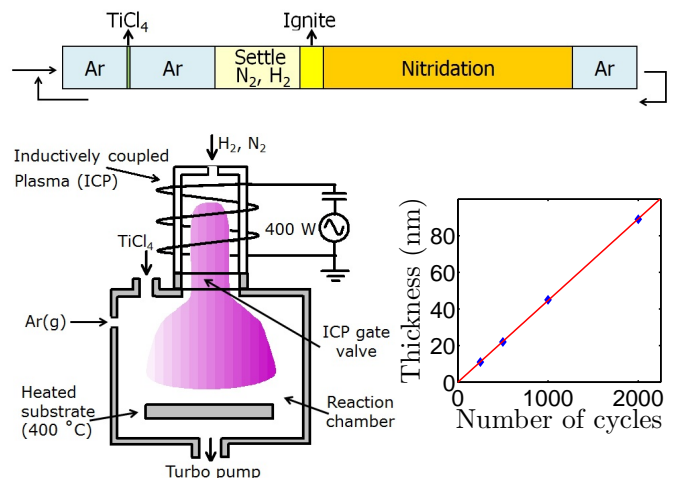 TiCl4
Ignite
Ar
Ar
Settle
N2, H2
Nitridation
Ar
H2, N2
Inductively coupled
Plasma (ICP)
400 W
TiCl4
Ar(g)
ICP gate
valve
Heated
substrate
(400 °C)
Reaction
chamber
Turbo pump
Thickness (nm)
80
60
40
20
0
0
1000
2000
Number of cycles